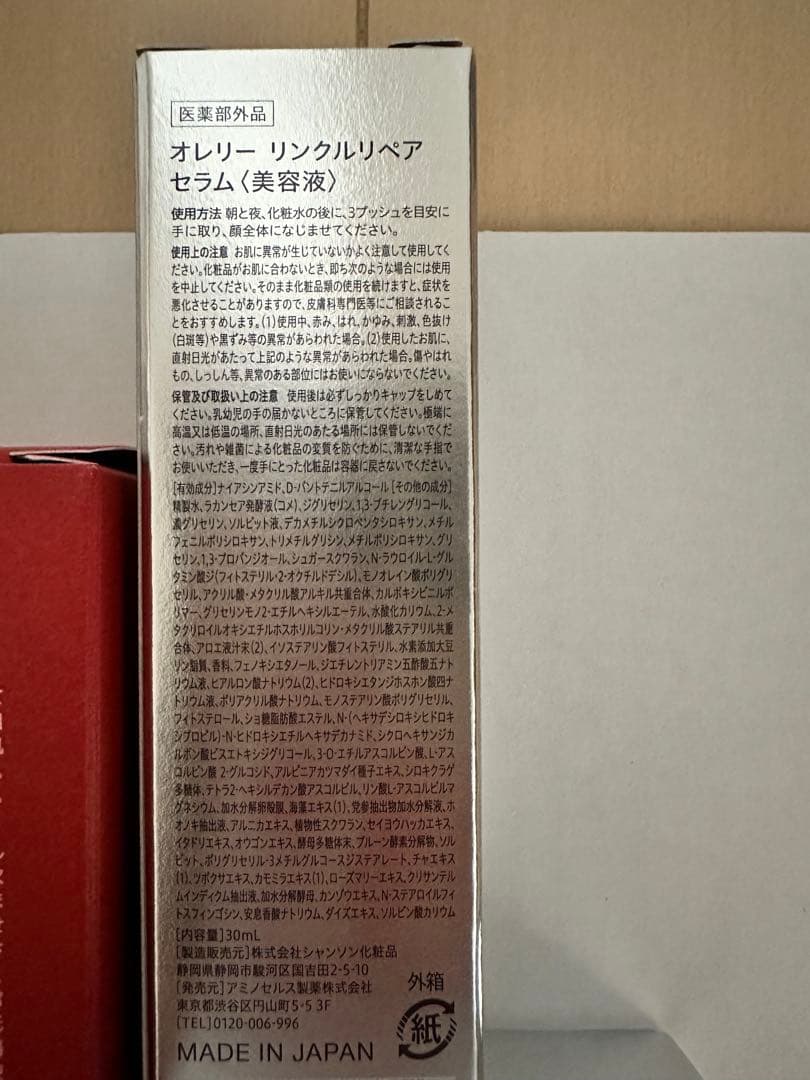 医薬部外品
オレリー リンクルリペア
セラム〈美容液〉
使用方法 朝と夜、化粧水の後に、3プッシュを目安に
手に取り、顔全体になじませてください。
使用上の注意 お肌に異常が生じていないかよく注意して使用してく
ださい。化粧品がお肌に合わないとき、即ち次のような場合には使用
を中止してください。そのまま化粧品類の使用を続けますと、症状を
悪化させることがありますので、皮膚科専門医等にご相談されるこ
とをおすすめします。(1)使用中、赤み、はれ、かゆみ、刺激、色抜け
(白斑等)や黒ずみ等の異常があらわれた場合。(2)使用したお肌に、
直射日光があたって上記のような異常があらわれた場合。傷やはれ
もの、しっしん等、異常のある部位にはお使いにならないでください。
保管及び取扱い上の注意 使用後は必ずしっかりキャップをしめて
ください。乳幼児の手の届かないところに保管してください。極端に
高温又は低温の場所、直射日光のあたる場所には保管しないでくだ
さい。汚れや雑菌による化粧品の変質を防ぐために、清潔な手指で
お使いいただき、一度手にとった化粧品は容器に戻さないでください。
[有効成分]ナイアシンアミド、D-パントテニルアルコール[その他の成分]
精製水、ラカンセア発酵液(コメ)、ジグリセリン、1,3-ブチレングリコール、
濃グリセリン、ソルビット液、デカメチルシクロペンタシロキサン、メチル
フェニルポリシロキサン、トリメチルグリシン、メチルポリシロキサン、グリ
セリン、1,3-プロパンジオール、シュガースクワラン、N-ラウロイル-L-グル
タミン酸ジ(フィトステリル・2-オクチルドデシル)、モノオレイン酸ポリグリ
セリル、アクリル酸・メタクリル酸アルキル共重合体、カルボキシビニルポ
リマー、グリセリンモノ2-エチルヘキシルエーテル、水酸化カリウム、2-メ
タクリロイルオキシエチルホスホリルコリン・メタクリル酸ステアリル共重
合体、アロエ液汁末(2)、イソステアリン酸フィトステリル、水素添加大豆
リン脂質、香料、フェノキシエタノール、ジエチレントリアミン五酢酸五ナト
リウム液、ヒアルロン酸ナトリウム(2)、ヒドロキシエタンジホスホン酸四ナ
トリウム液、ポリアクリル酸ナトリウム、モノステアリン酸ポリグリセリル、
フィトステロール、ショ糖脂肪酸エステル、N-(ヘキサデシロキシヒドロキ
シプロピル)-N-ヒドロキシエチルヘキサデカナミド、シクロヘキサンジカ
ルボン酸ビスエトキシジグリコール、3-O-エチルアスコルビン酸、L-アス
コルビン酸 2-グルコシド、アルピニアカツマダイ種子エキス、シロキクラゲ
多糖体、テトラ2-ヘキシルデカン酸アスコルビル、リン酸L-アスコルビルマ
グネシウム、加水分解卵殻膜、海藻エキス(1)、党参抽出物加水分解液、ホ
オノキ抽出液、アルニカエキス、植物性スクワラン、セイヨウハッカエキス、
イタドリエキス、オウゴンエキス、酵母多糖体末、プルーン酵素分解物、ソル
ビット、ポリグリセリル-3メチルグルコースジステアレート、チャエキス
(1)、ツボクサエキス、カモミラエキス(1)、ローズマリーエキス、クリサンテル
ムインディクム抽出液、加水分解酵母、カンゾウエキス、N-ステアロイルフィ
トスフィンゴシン、安息香酸ナトリウム、ダイズエキス、ソルビン酸カリウム
[内容量]30mL
[製造販売元]株式会社シャンソン化粧品
静岡県静岡市駿河区国吉田2-5-10
[発売元]アミノセルス製薬株式会社
東京都渋谷区円山町5-5 3F
[TEL]0120-006-996
MADE IN JAPAN
外箱
紙